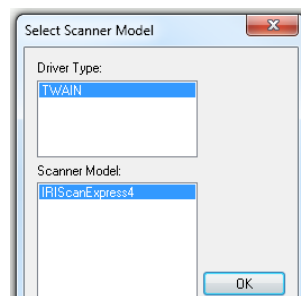 Select Scanner Model
Driver Type:
TWAIN
Scanner Model:
IRIScanExpress4
OK